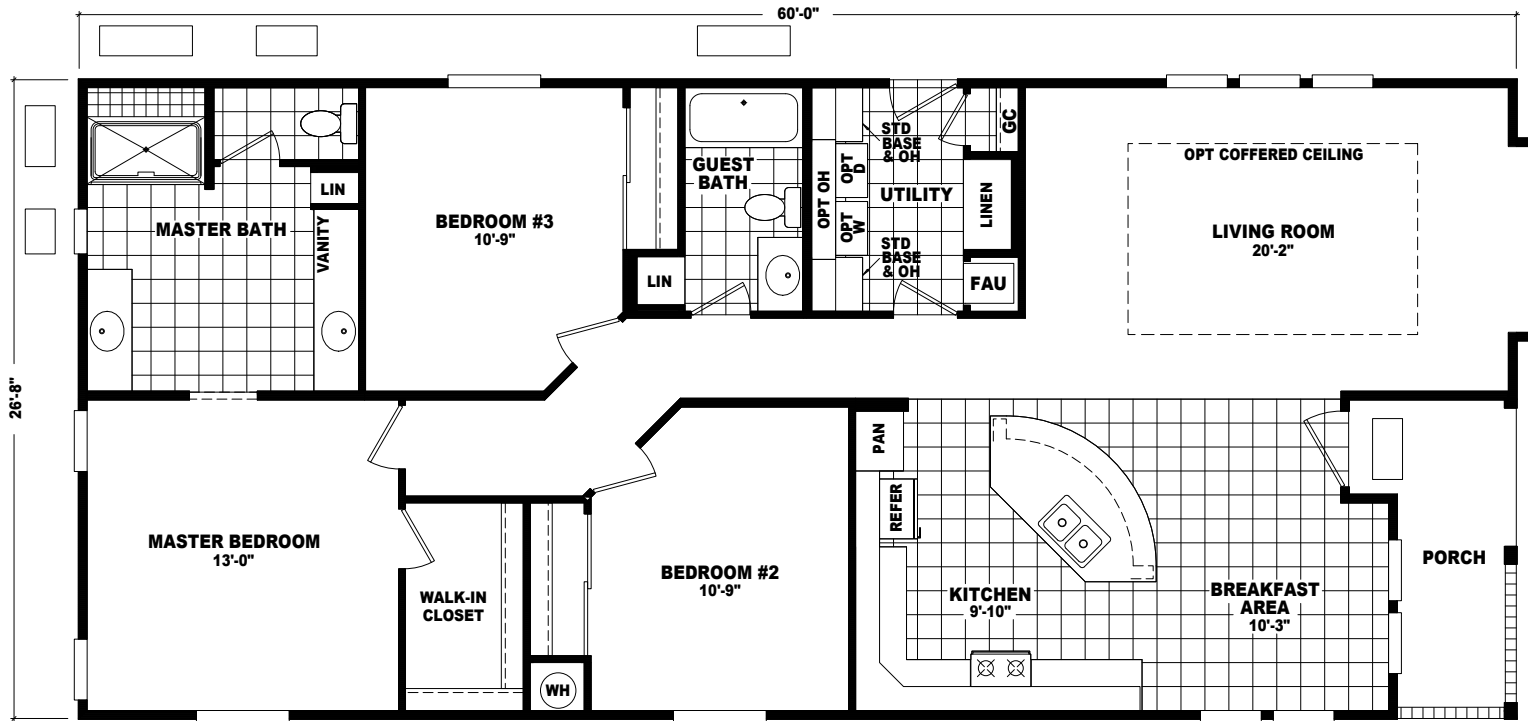 60'-0"
26'-8"
LIN
MASTER BATH
VANITY
BEDROOM #3
10'-9"
LIN
GUEST
BATH
OPT OH
STD
BASE
& OH
OPT
D
OPT
W
STD
BASE
& OH
UTILITY
GC
LINEN
FAU
OPT COFFERED CEILING
LIVING ROOM
20'-2"
MASTER BEDROOM
13'-0"
WALK-IN
CLOSET
WH
BEDROOM #2
10'-9"
PAN
REFER
KITCHEN
9'-10"
BREAKFAST
AREA
10'-3"
PORCH